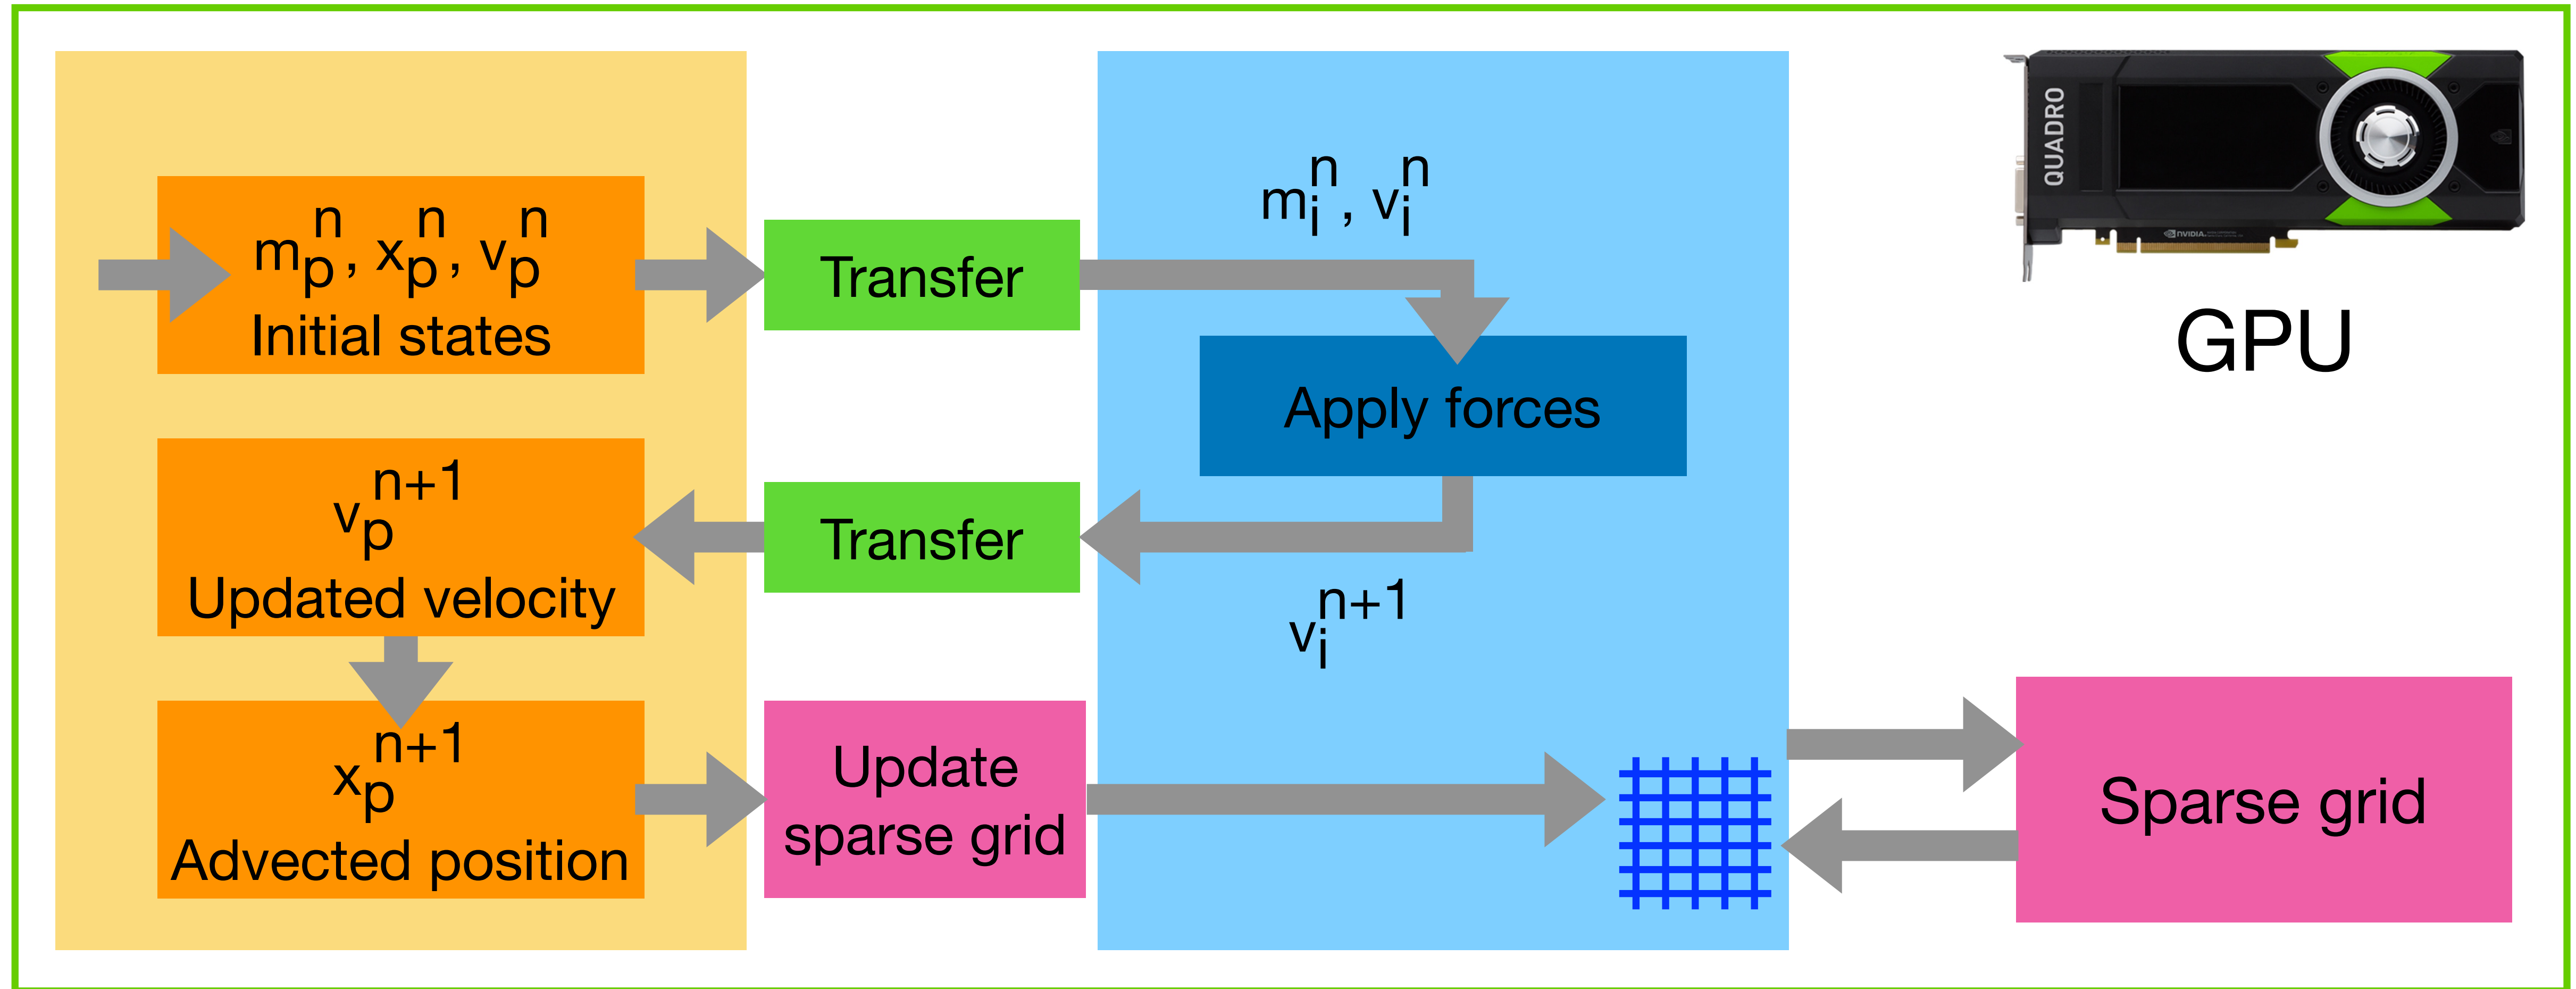 m_p^n, x_p^n, v_p^n
Initial states
Transfer
m_i^n, v_i^n
Apply forces
QUADRO
NVIDIA.
GPU
v_p^{n+1}
Updated velocity
Transfer
v_i^{n+1}
x_p^{n+1}
Advected position
Update
sparse grid
Sparse grid